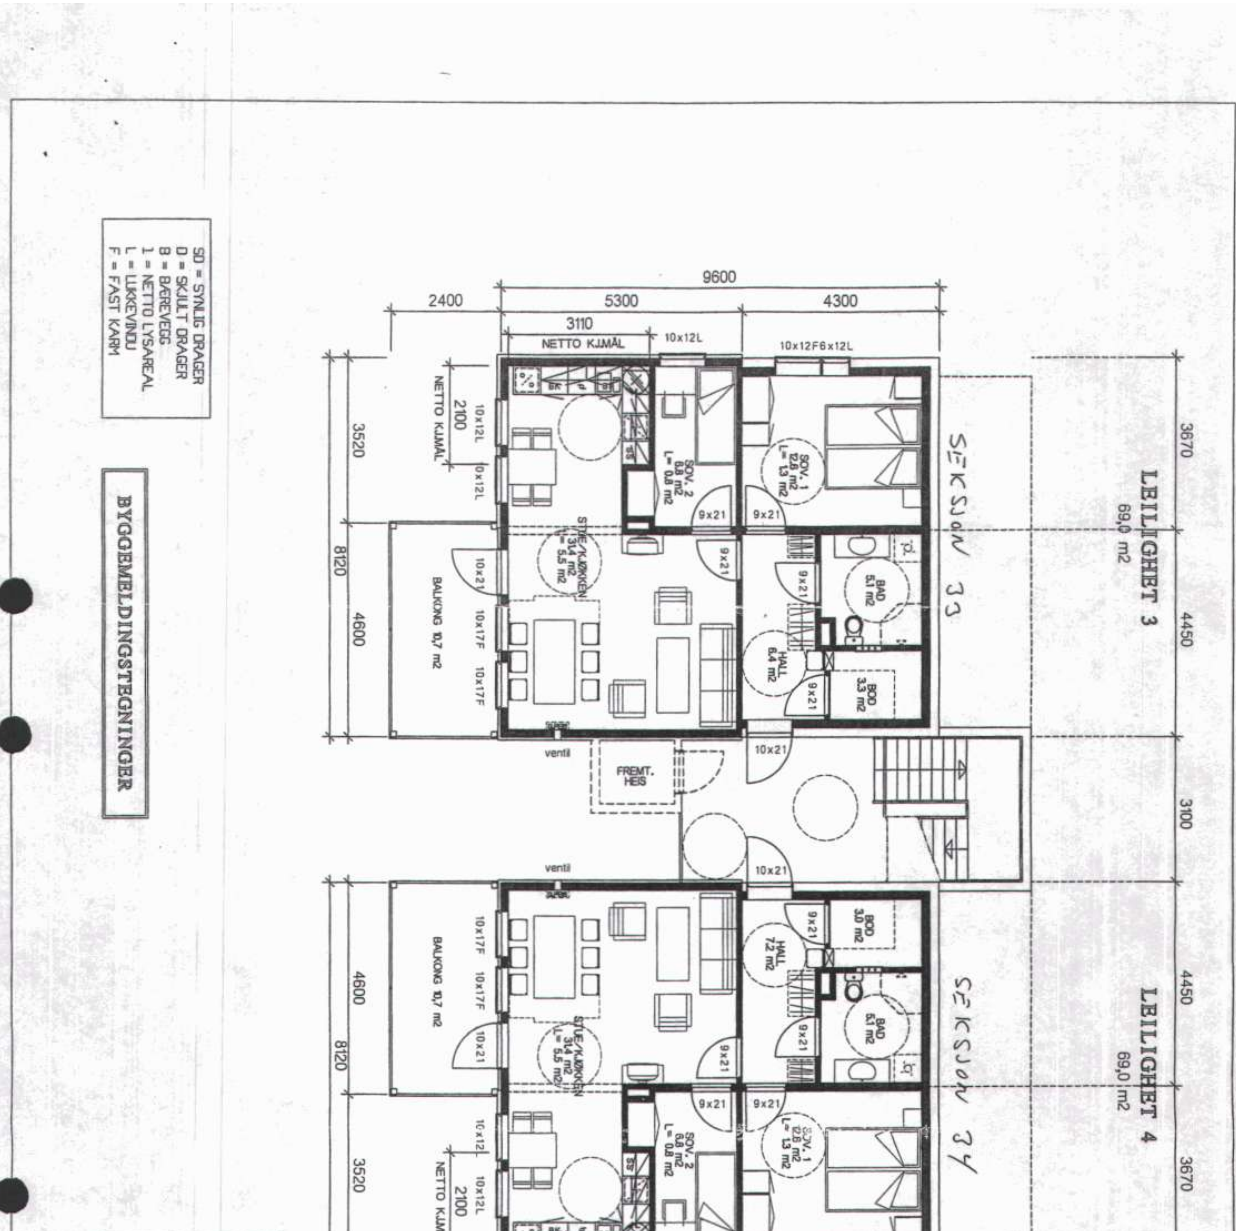 SD = SYNLIG DRAGER
D = SKJULT DRAGER
B = BÆREVEGG
l = NETTO LYSAREAL
L = LUKKEVINDU
F = FAST KARM
BYGGEMELDINGSTEGNINGER
9600
2400
5300
4300
3110
NETTO KJ.MÅL
10x12L
10x12F6x12L
3520
8120
4600
NETTO KJ.MÅL
2100
10x12L
0x12L
SOV. 2
6.8 m2
L= 0.8 m2
SOV. 1
12.6 m2
L= 1.3 m2
9x21
9x21
STUE/KJØKKEN
31.4 m2
L= 5.5 m2
9x21
9x21
BAD
5.1 m2
HALL
6.4 m2
9x21
BOD
3.3 m2
10x21
10x17F
10x17F
BALKONG 10,7 m2
SEKSJON 33
LEILIGHET 3
69,0 m2
3670
4450
3100
ventil
FREMT.
HEIS
10x21
ventil
10x21
BALKONG 10,7 m2
10x17F
10x17F
10x21
4600
8120
3520
STUE/KJØKKEN
31.4 m2
L= 5.5 m2
HALL
7.2 m2
9x21
BOD
3.0 m2
BAD
5.1 m2
9x21
9x21
9x21
9x21
SOV. 2
6.8 m2
L= 0.8 m2
SOV. 1
12.6 m2
L= 1.3 m2
10x12L
10x12L
2100
NETTO KJ.M
SEKSJON 34
LEILIGHET 4
69,0 m2
4450
3670